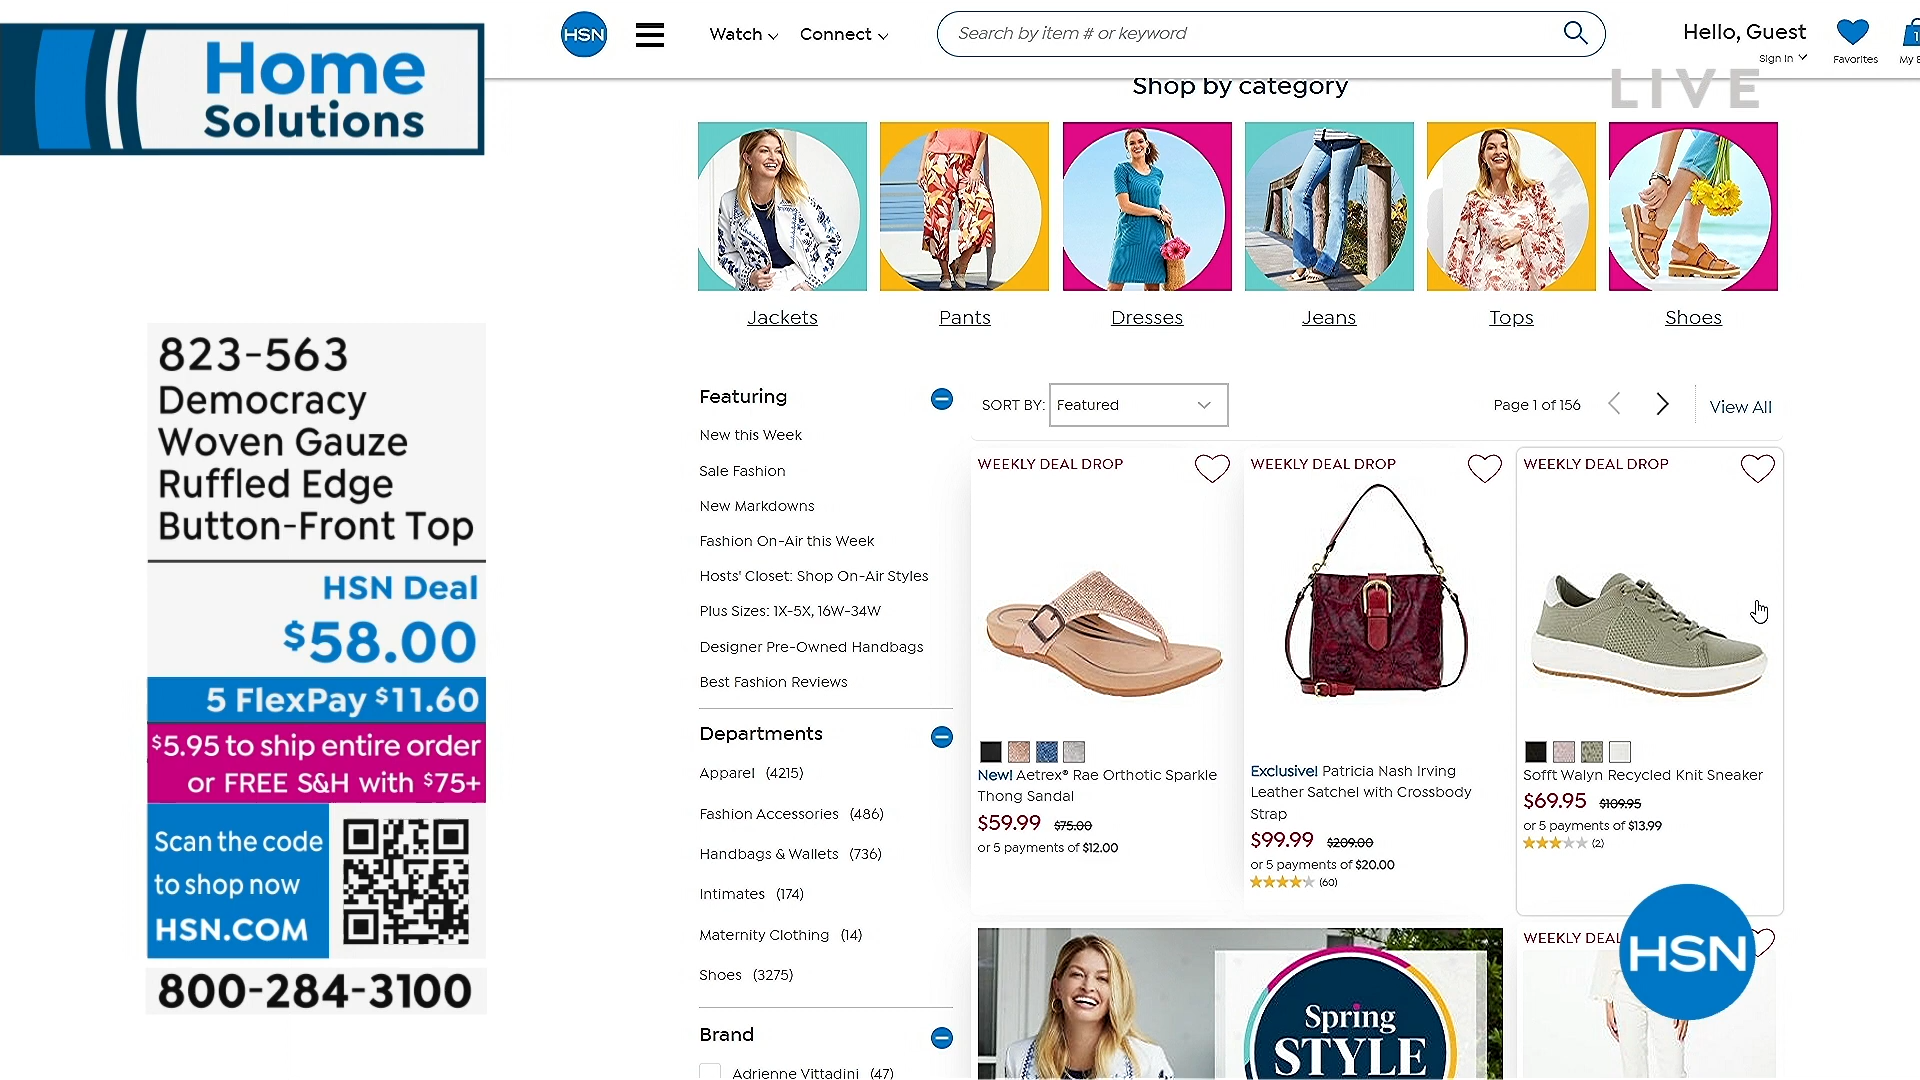 Home
Solutions
823-563
Democracy
Woven Gauze
Ruffled Edge
Button-Front Top
HSN Deal
$58.00
5 FlexPay $11.60
$5.95 to ship entire order
or FREE S&H with $75+
Scan the code
to shop now
HSN.COM
800-284-3100
HSN
Watch
Connect
Search by item # or keyword
Hello, Guest
Sign In
Favorites
1
My
LIVE
Shop by category
Jackets
Pants
Dresses
Jeans
Tops
Shoes
Featuring
New this Week
Sale Fashion
New Markdowns
Fashion On-Air this Week
Hosts' Closet: Shop On-Air Styles
Plus Sizes: 1X-5X, 16W-34W
Designer Pre-Owned Handbags
Best Fashion Reviews
Departments
Apparel (4215)
Fashion Accessories (486)
Handbags & Wallets (736)
Intimates (174)
Maternity Clothing (14)
Shoes (3275)
Brand
Adrienne Vittadini (47)
SORT BY: Featured
Page 1 of 156
View All
WEEKLY DEAL DROP
New! Aetrex® Rae Orthotic Sparkle
Thong Sandal
$59.99 $75.00
or 5 payments of $12.00
WEEKLY DEAL DROP
Exclusive! Patricia Nash Irving
Leather Satchel with Crossbody
Strap
$99.99 $209.00
or 5 payments of $20.00
(60)
WEEKLY DEAL DROP
Sofft Walyn Recycled Knit Sneaker
$69.95 $109.95
or 5 payments of $13.99
(2)
Spring
STYLE
WEEKLY DEAL
HSN